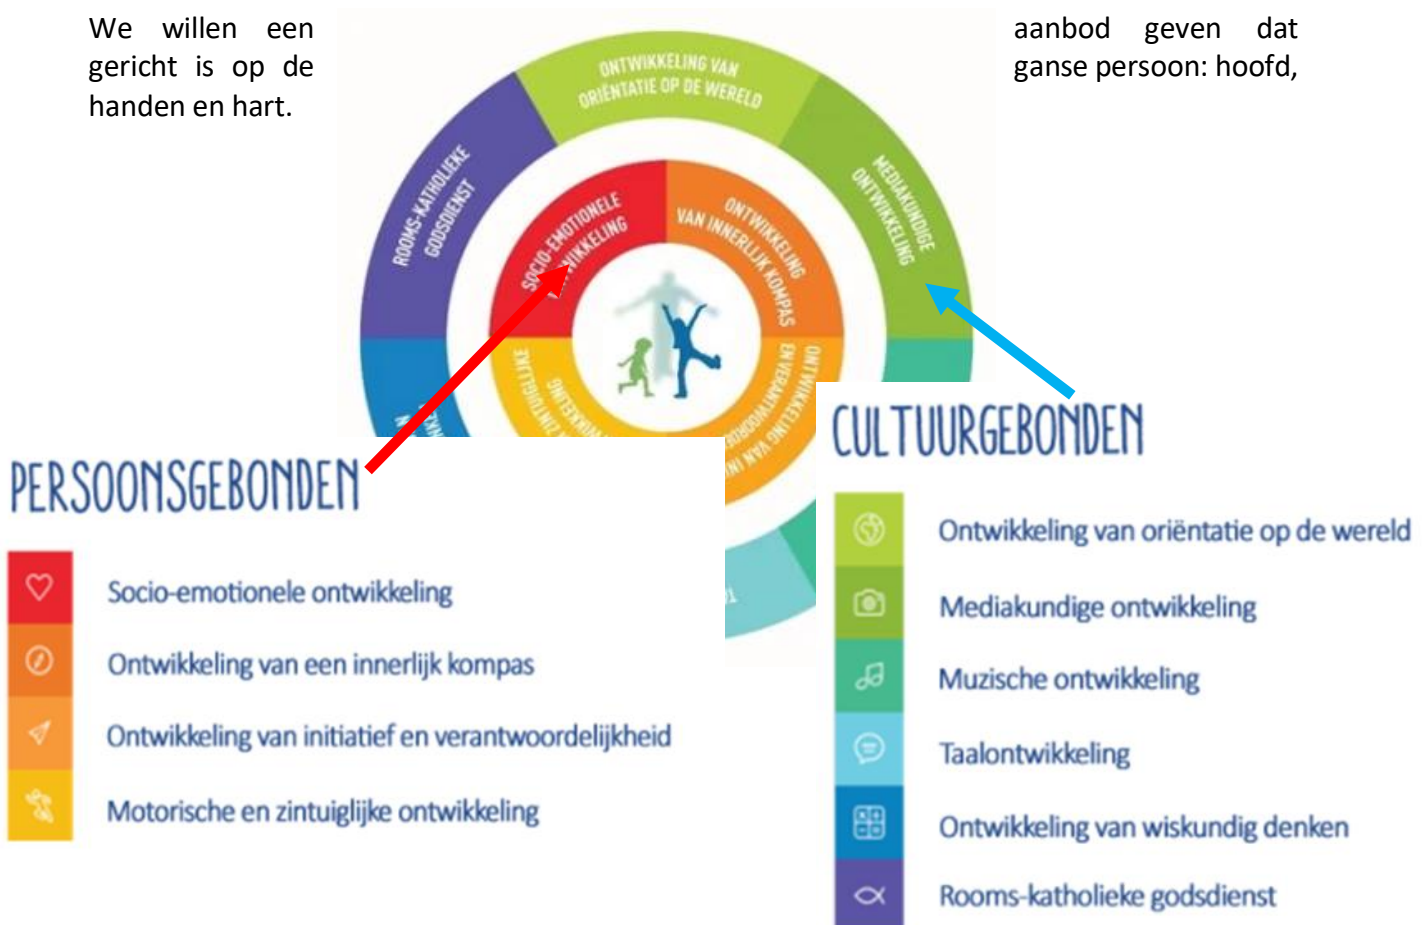 We willen een aanbod geven dat
gericht is op de ganse persoon: hoofd,
handen en hart.
ONTWIKKELING VAN
ORIËNTATIE OP DE WERELD
ROOMS-KATHOLIEKE
GODSDIENST
MEDIAKUNDIGE
ONTWIKKELING
SOCIO-EMOTIONELE
ONTWIKKELING
VAN INNERLIJK KOMPAS
ONTWIKKELING VAN
EN
ZINTUIGLIJKE
CULTUURGEBONDEN
Ontwikkeling van oriëntatie op de wereld
Mediakundige ontwikkeling
Muzische ontwikkeling
Taalontwikkeling
Ontwikkeling van wiskundig denken
Rooms-katholieke godsdienst
PERSOONSGEBONDEN
Socio-emotionele ontwikkeling
Ontwikkeling van een innerlijk kompas
Ontwikkeling van initiatief en verantwoordelijkheid
Motorische en zintuiglijke ontwikkeling